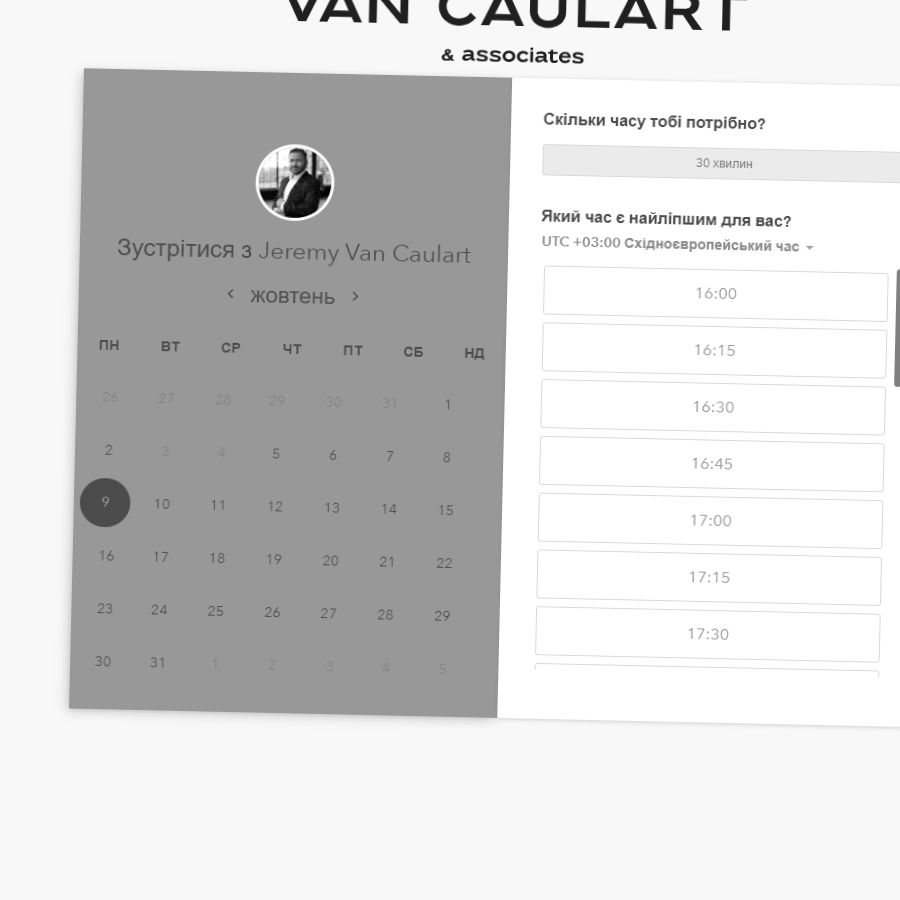 VAN CAULART
& associates
Зустрітися з Jeremy Van Caulart
жовтень
ПН ВТ СР ЧТ ПТ СБ НД
26 27 28 29 30 31 1
2 3 4 5 6 7 8
9 10 11 12 13 14 15
16 17 18 19 20 21 22
23 24 25 26 27 28 29
30 31 1 2 3 4 5
Скільки часу тобі потрібно?
30 хвилин
Який час є найліпшим для вас?
UTC +03:00 Східноєвропейський час
16:00
16:15
16:30
16:45
17:00
17:15
17:30